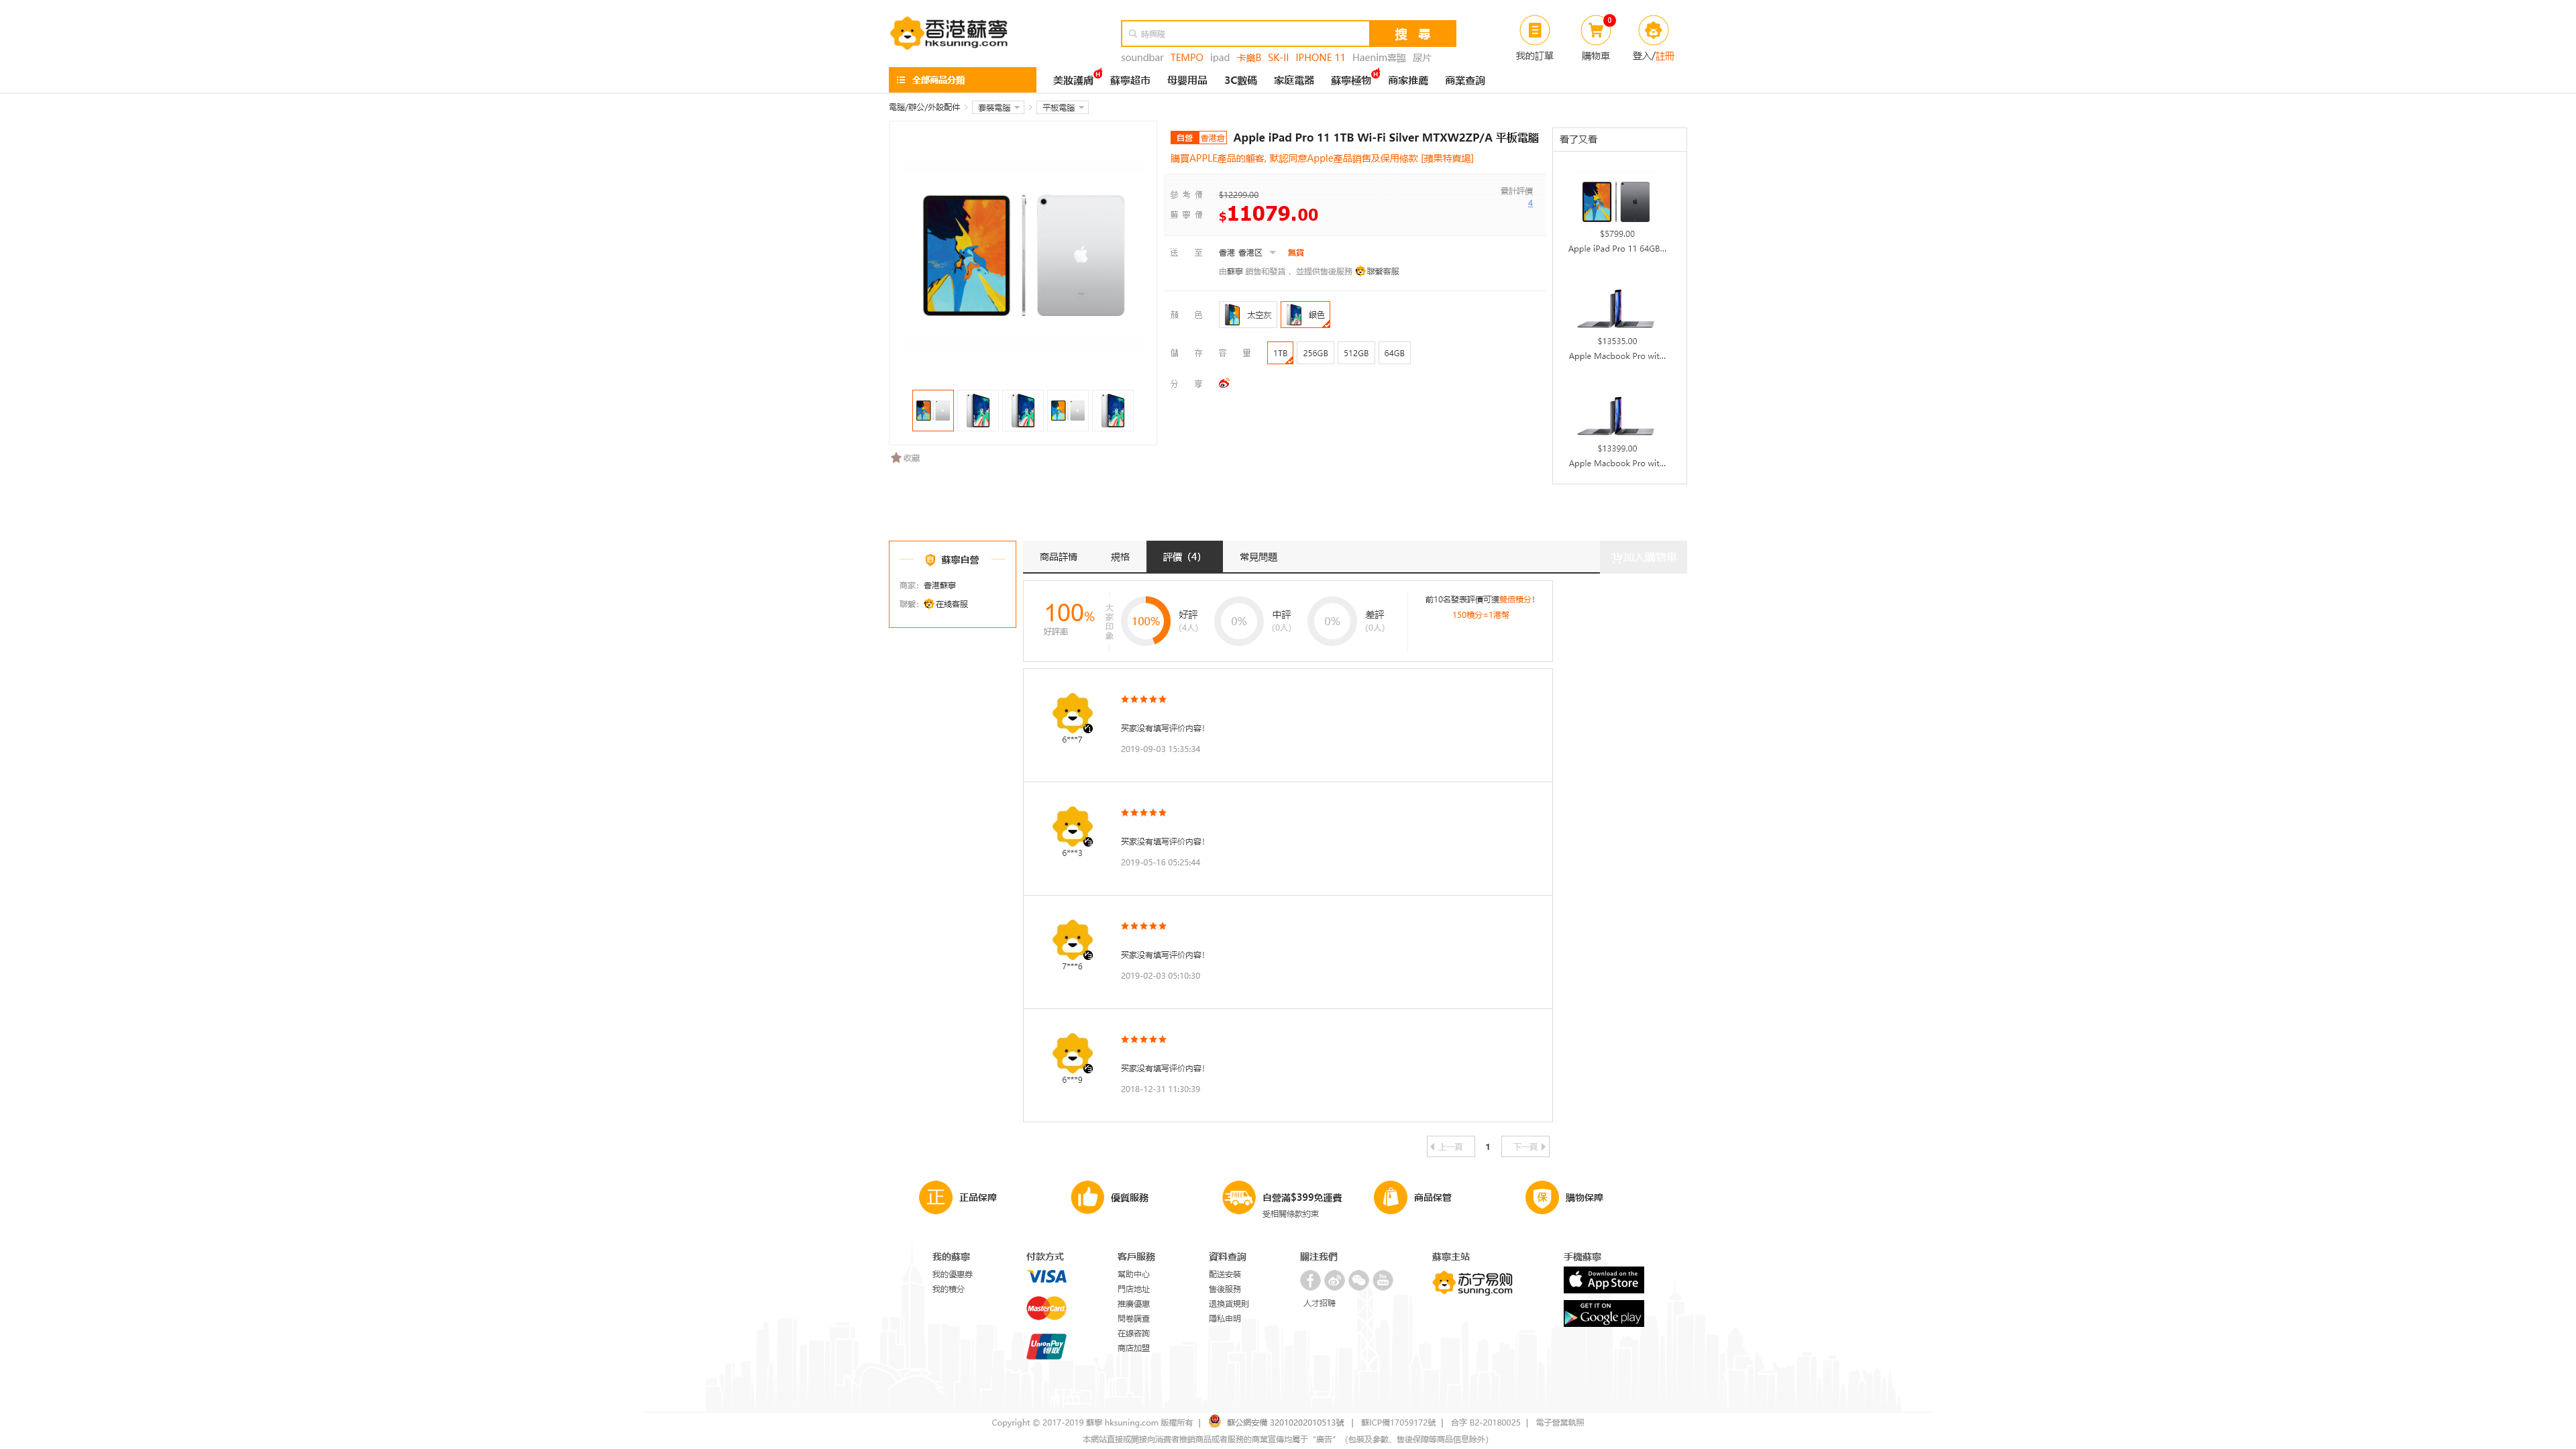 香港蘇寧
hksuning.com
時興隆
搜 尋
soundbar TEMPO ipad 卡樂B SK-II IPHONE 11 Haenim喜臨 尿片
我的訂單
0
購物車
登入/註冊
全部商品分類
美妝護膚 蘇寧超市 母嬰用品 3C數碼 家庭電器 蘇寧極物 商家推薦 商業查詢
電腦/辦公/外設配件 > 套裝電腦 > 平板電腦
自營 香港倉 Apple iPad Pro 11 1TB Wi-Fi Silver MTXW2ZP/A 平板電腦
購買APPLE產品的顧客, 默認同意Apple產品銷售及保用條款 [蘋果特賣場]
參考價 $12299.00
蘇寧價 $11079.00
累計評價
4
送至 香港 香港区 無貨
由蘇寧 銷售和發貨，並提供售後服務 聯繫客服
顏色 太空灰 銀色
儲存容量 1TB 256GB 512GB 64GB
分享
收藏
看了又看
$5799.00
Apple iPad Pro 11 64GB...
$13535.00
Apple Macbook Pro wit...
$13399.00
Apple Macbook Pro wit...
蘇寧自營
商家：香港蘇寧
聯繫：在綫客服
商品詳情 規格 評價（4） 常見問題
加入購物車
100%
好評率
大家印象
100% 好評
(4人)
0% 中評
(0人)
0% 差評
(0人)
前10名發表評價可獲雙倍積分!
150積分=1港幣
6***7
买家没有填写评价内容!
2019-09-03 15:35:34
6***3
买家没有填写评价内容!
2019-05-16 05:25:44
7***6
买家没有填写评价内容!
2019-02-03 05:10:30
6***9
买家没有填写评价内容!
2018-12-31 11:30:39
上一頁 1 下一頁
正 正品保障
優質服務
自營滿$399免運費
受相關條款約束
商品保管
保 購物保障
我的蘇寧
我的優惠券
我的積分
付款方式
VISA
MasterCard
UnionPay
银联
客戶服務
幫助中心
門店地址
推廣優惠
問卷調查
在線咨詢
商店加盟
資料查詢
配送安裝
售後服務
退換貨規則
隱私申明
關注我們
人才招聘
蘇寧主站
苏宁易购
suning.com
手機蘇寧
Download on the
App Store
GET IT ON
Google play
Copyright © 2017-2019 蘇寧 hksuning.com 版權所有 | 蘇公網安備 32010202010513號 | 蘇ICP備17059172號 | 合字 B2-20180025 | 電子營業執照
本網站直接或間接向消費者推銷商品或者服務的商業宣傳均屬于“廣告”（包裝及參數、售後保障等商品信息除外）